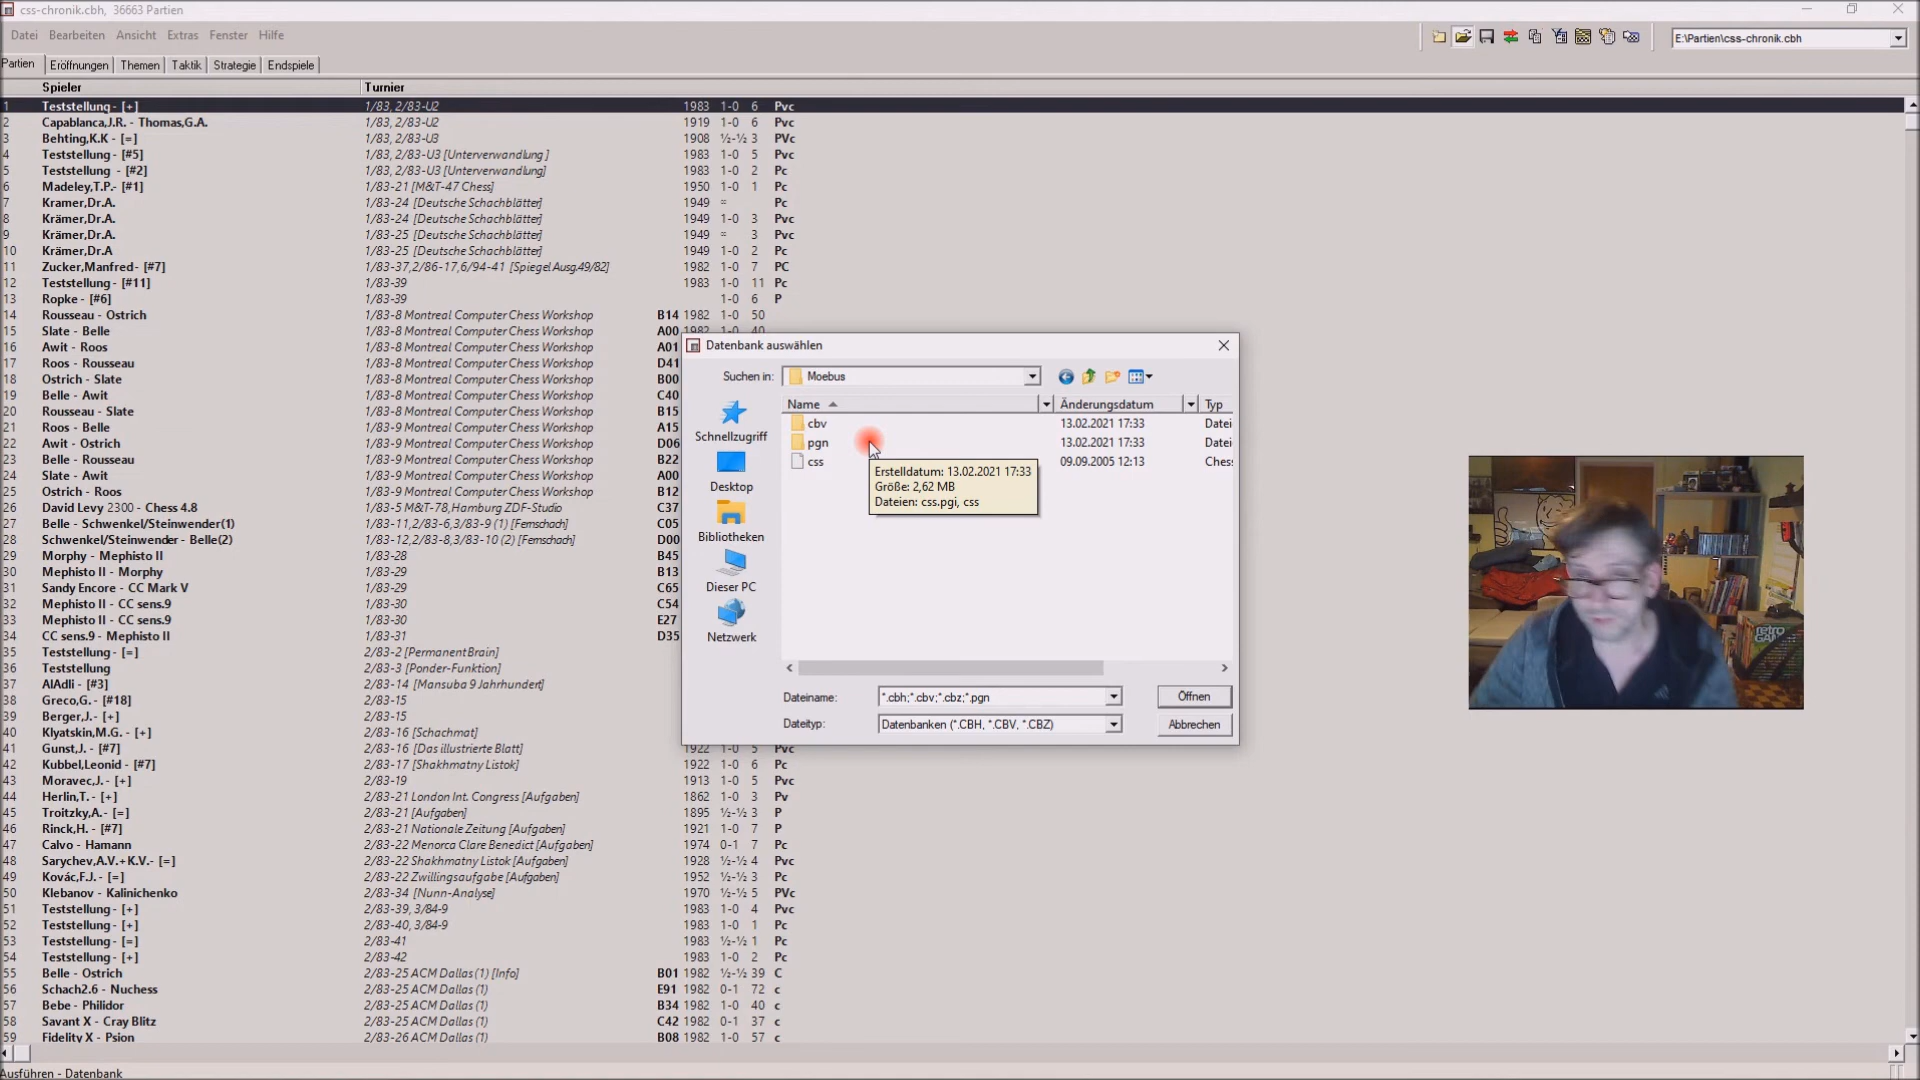 css-chronik.cbh, 36663 Partien
Datei Bearbeiten Ansicht Extras Fenster Hilfe
E:\Partien\css-chronik.cbh
Partien Eröffnungen Themen Taktik Strategie Endspiele
Spieler Turnier
1 Teststellung - [+] 1/83, 2/83-U2 1983 1-0 6 Pvc
2 Capablanca,J.R. - Thomas,G.A. 1/83, 2/83-U2 1919 1-0 6 Pvc
3 Behting,K.K - [=] 1/83, 2/83-U3 1908 ½-½ 3 PVc
4 Teststellung - [#5] 1/83, 2/83-U3 [Unterverwandlung ] 1983 1-0 5 Pvc
5 Teststellung - [#2] 1/83, 2/83-U3 [Unterverwandlung] 1983 1-0 2 Pc
6 Madeley,T.P.- [#1] 1/83-21 [M&T-47 Chess] 1950 1-0 1 Pc
7 Kramer,Dr.A. 1/83-24 [Deutsche Schachblätter] 1949 = Pc
8 Krämer,Dr.A. 1/83-24 [Deutsche Schachblätter] 1949 1-0 3 Pvc
9 Krämer,Dr.A. 1/83-25 [Deutsche Schachblätter] 1949 = 3 Pvc
10 Krämer,Dr.A 1/83-25 [Deutsche Schachblätter] 1949 1-0 2 Pc
11 Zucker,Manfred- [#7] 1/83-37,2/86-17,6/94-41 [Spiegel Ausg.49/82] 1982 1-0 7 PC
12 Teststellung - [#11] 1/83-39 1983 1-0 11 Pc
13 Ropke - [#6] 1/83-39 1-0 6 P
14 Rousseau - Ostrich 1/83-8 Montreal Computer Chess Workshop B14 1982 1-0 50
15 Slate - Belle 1/83-8 Montreal Computer Chess Workshop A00 1982 1-0 40
16 Awit - Roos 1/83-8 Montreal Computer Chess Workshop A01
17 Roos - Rousseau 1/83-8 Montreal Computer Chess Workshop D41
18 Ostrich - Slate 1/83-8 Montreal Computer Chess Workshop B00
19 Belle - Awit 1/83-8 Montreal Computer Chess Workshop C40
20 Rousseau - Slate 1/83-9 Montreal Computer Chess Workshop B15
21 Roos - Belle 1/83-9 Montreal Computer Chess Workshop A15
22 Awit - Ostrich 1/83-9 Montreal Computer Chess Workshop D06
23 Belle - Rousseau 1/83-9 Montreal Computer Chess Workshop B22
24 Slate - Awit 1/83-9 Montreal Computer Chess Workshop A00
25 Ostrich - Roos 1/83-9 Montreal Computer Chess Workshop B12
26 David Levy 2300 - Chess 4.8 1/83-5 M&T-78,Hamburg ZDF-Studio C37
27 Belle - Schwenkel/Steinwender(1) 1/83-11,2/83-6,3/83-9 (1) [Fernschach] C05
28 Schwenkel/Steinwender - Belle(2) 1/83-12,2/83-8,3/83-10 (2) [Fernschach] D00
29 Morphy - Mephisto II 1/83-28 B45
30 Mephisto II - Morphy 1/83-29 B13
31 Sandy Encore - CC Mark V 1/83-29 C65
32 Mephisto II - CC sens.9 1/83-30 C54
33 Mephisto II - CC sens.9 1/83-30 E27
34 CC sens.9 - Mephisto II 1/83-31 D35
35 Teststellung - [=] 2/83-2 [PermanentBrain]
36 Teststellung 2/83-3 [Ponder-Funktion]
37 AlAdli - [#3] 2/83-14 [Mansuba 9 Jahrhundert]
38 Greco,G. - [#18] 2/83-15
39 Berger,J.- [+] 2/83-15
40 Klyatskin,M.G. - [+] 2/83-16 [Schachmat]
41 Gunst,J. - [#7] 2/83-16 [Das illustrierte Blatt] 1922 1-0 5 Pvc
42 Kubbel,Leonid - [#7] 2/83-17 [Shakhmatny Listok] 1922 1-0 6 Pc
43 Moravec,J. - [+] 2/83-19 1913 1-0 5 Pvc
44 Herlin,T. - [+] 2/83-21 London Int. Congress [Aufgaben] 1862 1-0 3 Pv
45 Troitzky,A.- [=] 2/83-21 [Aufgaben] 1895 ½-½ 3 P
46 Rinck,H. - [#7] 2/83-21 Nationale Zeitung [Aufgaben] 1921 1-0 7 P
47 Calvo - Hamann 2/83-22 Menorca Clare Benedict [Aufgaben] 1974 0-1 7 Pc
48 Sarychev,A.V.+K.V.- [=] 2/83-22 Shakhmatny Listok [Aufgaben] 1928 ½-½ 4 Pvc
49 Kovác,F.J. - [=] 2/83-22 Zwillingsaufgabe [Aufgaben] 1952 ½-½ 3 Pc
50 Klebanov - Kalinichenko 2/83-34 [Nunn-Analyse] 1970 ½-½ 5 PVc
51 Teststellung - [+] 2/83-39, 3/84-9 1983 1-0 4 Pvc
52 Teststellung - [+] 2/83-40, 3/84-9 1983 1-0 1 Pc
53 Teststellung - [=] 2/83-41 1983 ½-½ 1 Pc
54 Teststellung - [+] 2/83-42 1983 1-0 2 Pc
55 Belle - Ostrich 2/83-25 ACM Dallas (1) [Info] B01 1982 ½-½ 39 C
56 Schach2.6 - Nuchess 2/83-25 ACM Dallas (1) E91 1982 0-1 72 c
57 Bebe - Philidor 2/83-25 ACM Dallas (1) B34 1982 1-0 40 c
58 Savant X - Cray Blitz 2/83-25 ACM Dallas (1) C42 1982 0-1 37 c
59 Fidelity X - Psion 2/83-26 ACM Dallas (1) B08 1982 1-0 57 c
Ausführen - Datenbank
Datenbank auswählen
Suchen in: Moebus
Name Änderungsdatum Typ
cbv 13.02.2021 17:33 Datei
pgn 13.02.2021 17:33 Datei
css 09.09.2005 12:13 Chess
Erstelldatum: 13.02.2021 17:33
Größe: 2,62 MB
Dateien: css.pgi, css
Schnellzugriff
Desktop
Bibliotheken
Dieser PC
Netzwerk
Dateiname: *.cbh;*.cbv;*.cbz;*.pgn Öffnen
Dateityp: Datenbanken (*.CBH, *.CBV, *.CBZ) Abbrechen
retro